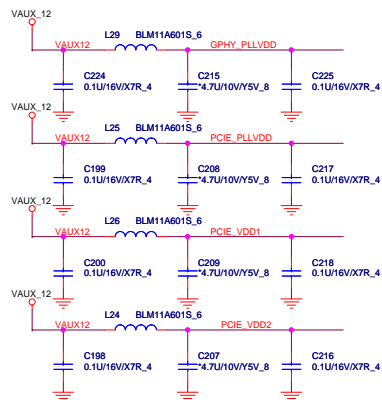 VAUX_12
L29 BLM11A601S_6
VAUX12 GPHY_PLLVDD
C224 C215 C225
0.1U/16V/X7R_4 *4.7U/10V/Y5V_8 0.1U/16V/X7R_4
VAUX_12
L25 BLM11A601S_6
VAUX12 PCIE_PLLVDD
C199 C208 C217
0.1U/16V/X7R_4 *4.7U/10V/Y5V_8 0.1U/16V/X7R_4
VAUX_12
L26 BLM11A601S_6
VAUX12 PCIE_VDD1
C200 C209 C218
0.1U/16V/X7R_4 *4.7U/10V/Y5V_8 0.1U/16V/X7R_4
VAUX_12
L24 BLM11A601S_6
VAUX12 PCIE_VDD2
C198 C207 C216
0.1U/16V/X7R_4 *4.7U/10V/Y5V_8 0.1U/16V/X7R_4